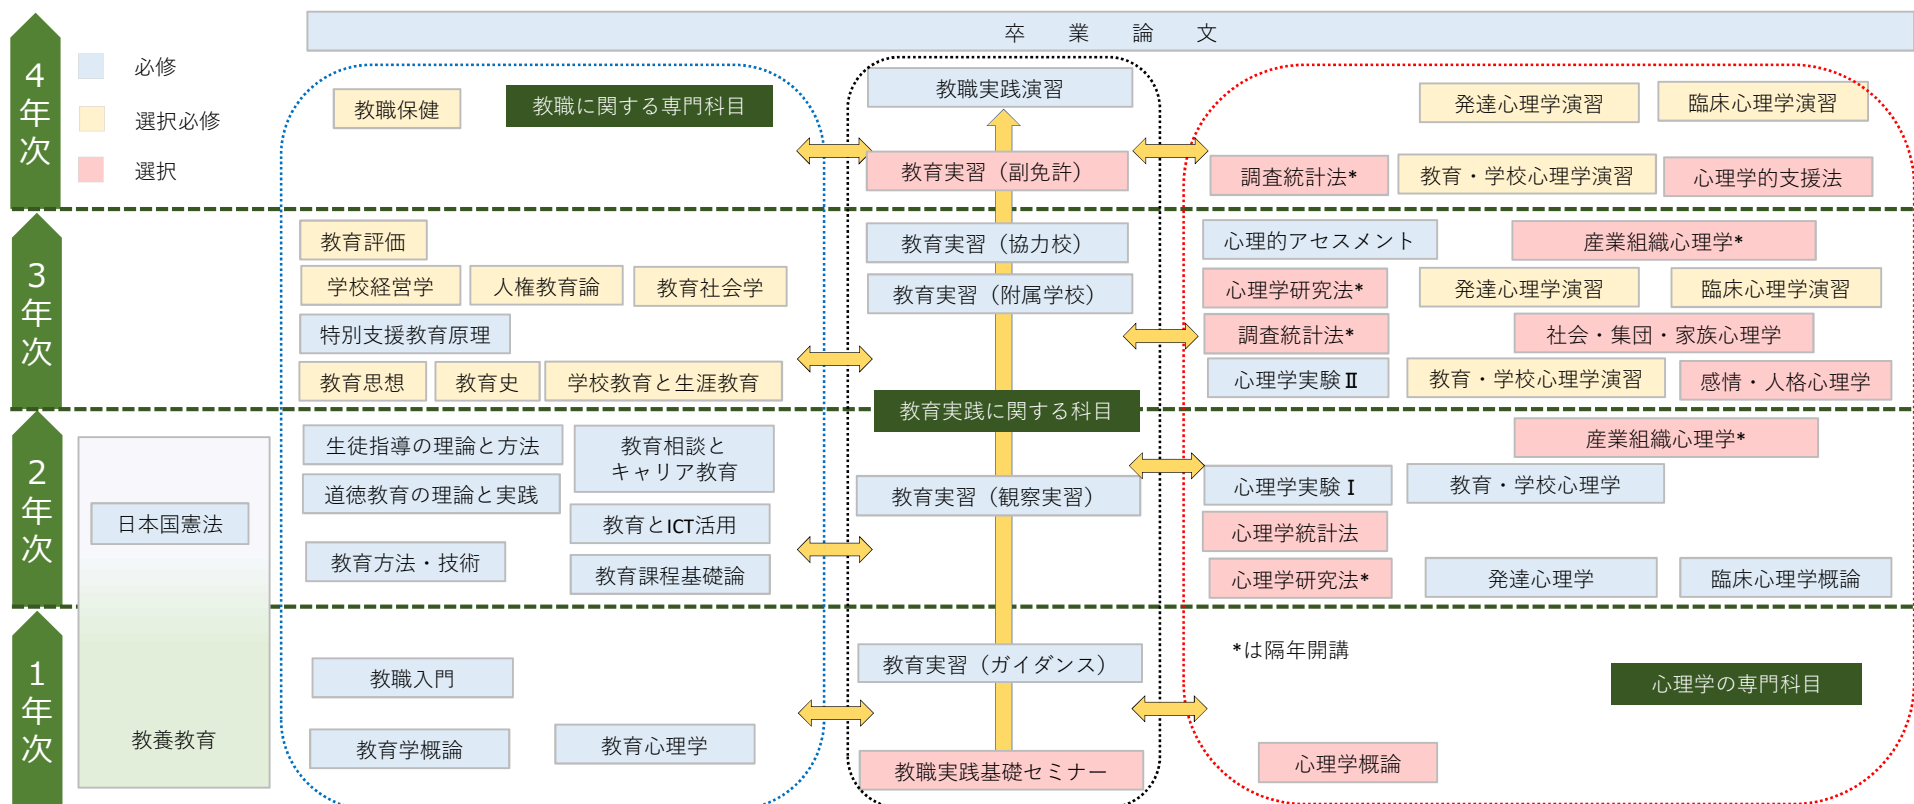 卒業論文
4年次
必修
選択必修
選択
教職保健
教職に関する専門科目
教職実践演習
教育実習（副免許）
発達心理学演習
臨床心理学演習
調査統計法*
教育・学校心理学演習
心理学的支援法
3年次
教育評価
学校経営学
人権教育論
教育社会学
特別支援教育原理
教育思想
教育史
学校教育と生涯教育
教育実習（協力校）
教育実習（附属学校）
教育実践に関する科目
心理的アセスメント
産業組織心理学*
心理学研究法*
発達心理学演習
臨床心理学演習
調査統計法*
社会・集団・家族心理学
心理学実験Ⅱ
教育・学校心理学演習
感情・人格心理学
2年次
日本国憲法
生徒指導の理論と方法
教育相談と
キャリア教育
道徳教育の理論と実践
教育とICT活用
教育方法・技術
教育課程基礎論
教育実習（観察実習）
産業組織心理学*
心理学実験Ⅰ
教育・学校心理学
心理学統計法
心理学研究法*
発達心理学
臨床心理学概論
1年次
教養教育
教職入門
教育学概論
教育心理学
教育実習（ガイダンス）
教職実践基礎セミナー
*は隔年開講
心理学の専門科目
心理学概論